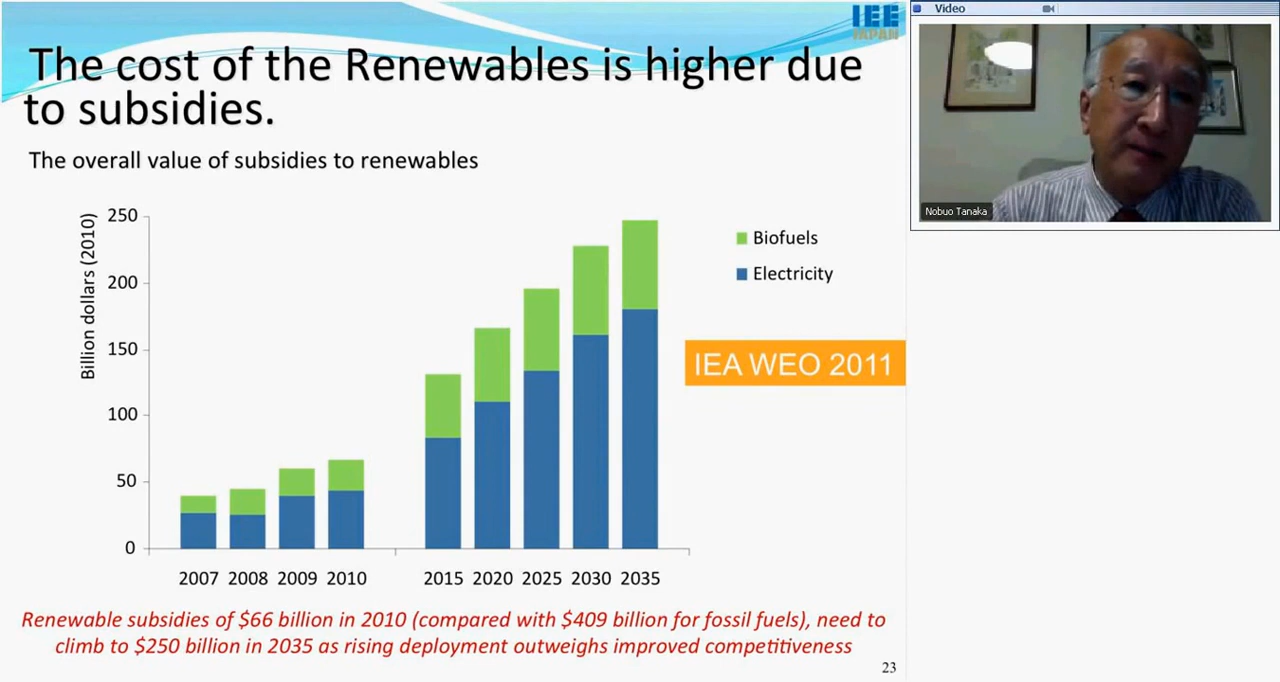 IEE
JAPAN
The cost of the Renewables is higher due
to subsidies.
The overall value of subsidies to renewables
Billion dollars (2010)
250
200
150
100
50
0
2007 2008 2009 2010 2015 2020 2025 2030 2035
Biofuels
Electricity
IEA WEO 2011
Renewable subsidies of $66 billion in 2010 (compared with $409 billion for fossil fuels), need to
climb to $250 billion in 2035 as rising deployment outweighs improved competitiveness
23
Video
Nobuo Tanaka